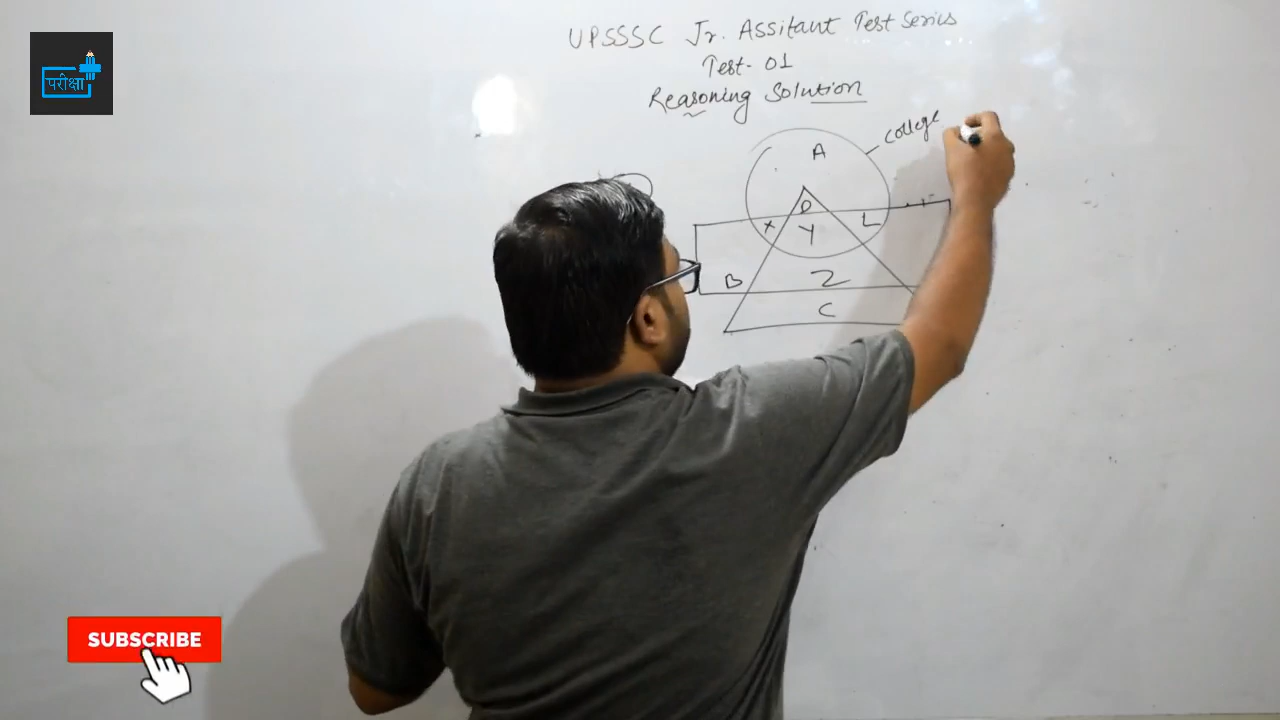 परीक्षा
UPSSSC Jr. Assitant Test Series
Test-01
Reasoning Solution
College
A
D
X Y L
B Z
C
SUBSCRIBE